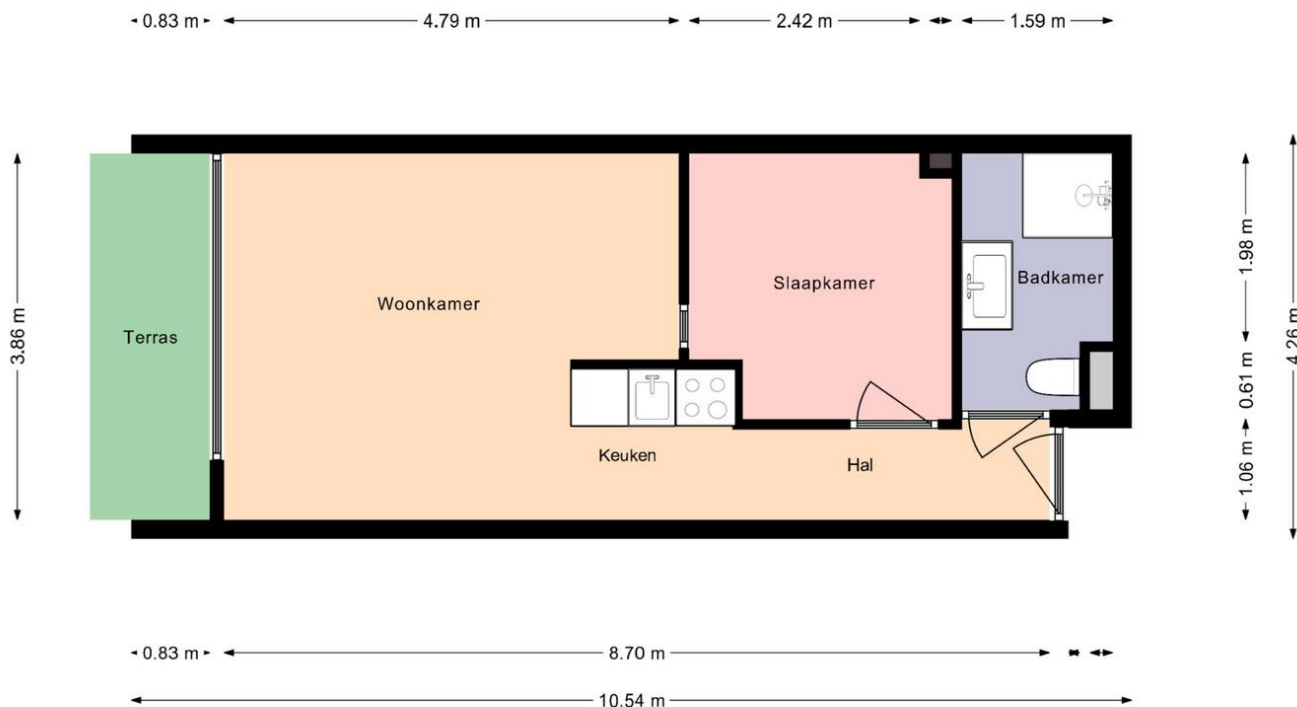 0.83 m
4.79 m
2.42 m
1.59 m
3.86 m
4.26 m
1.98 m
0.61 m
1.06 m
Woonkamer
Slaapkamer
Badkamer
Terras
Keuken
Hal
0.83 m
8.70 m
10.54 m